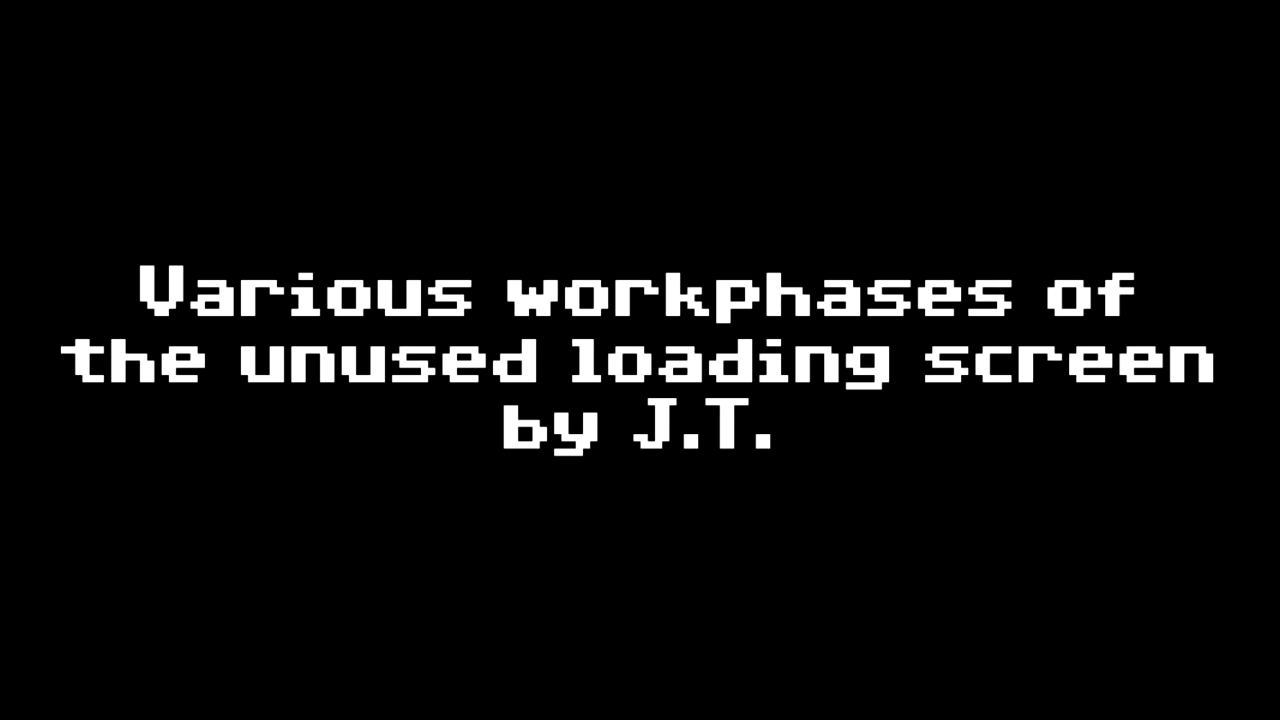 Various workphases of
the unused loading screen
by J.T.